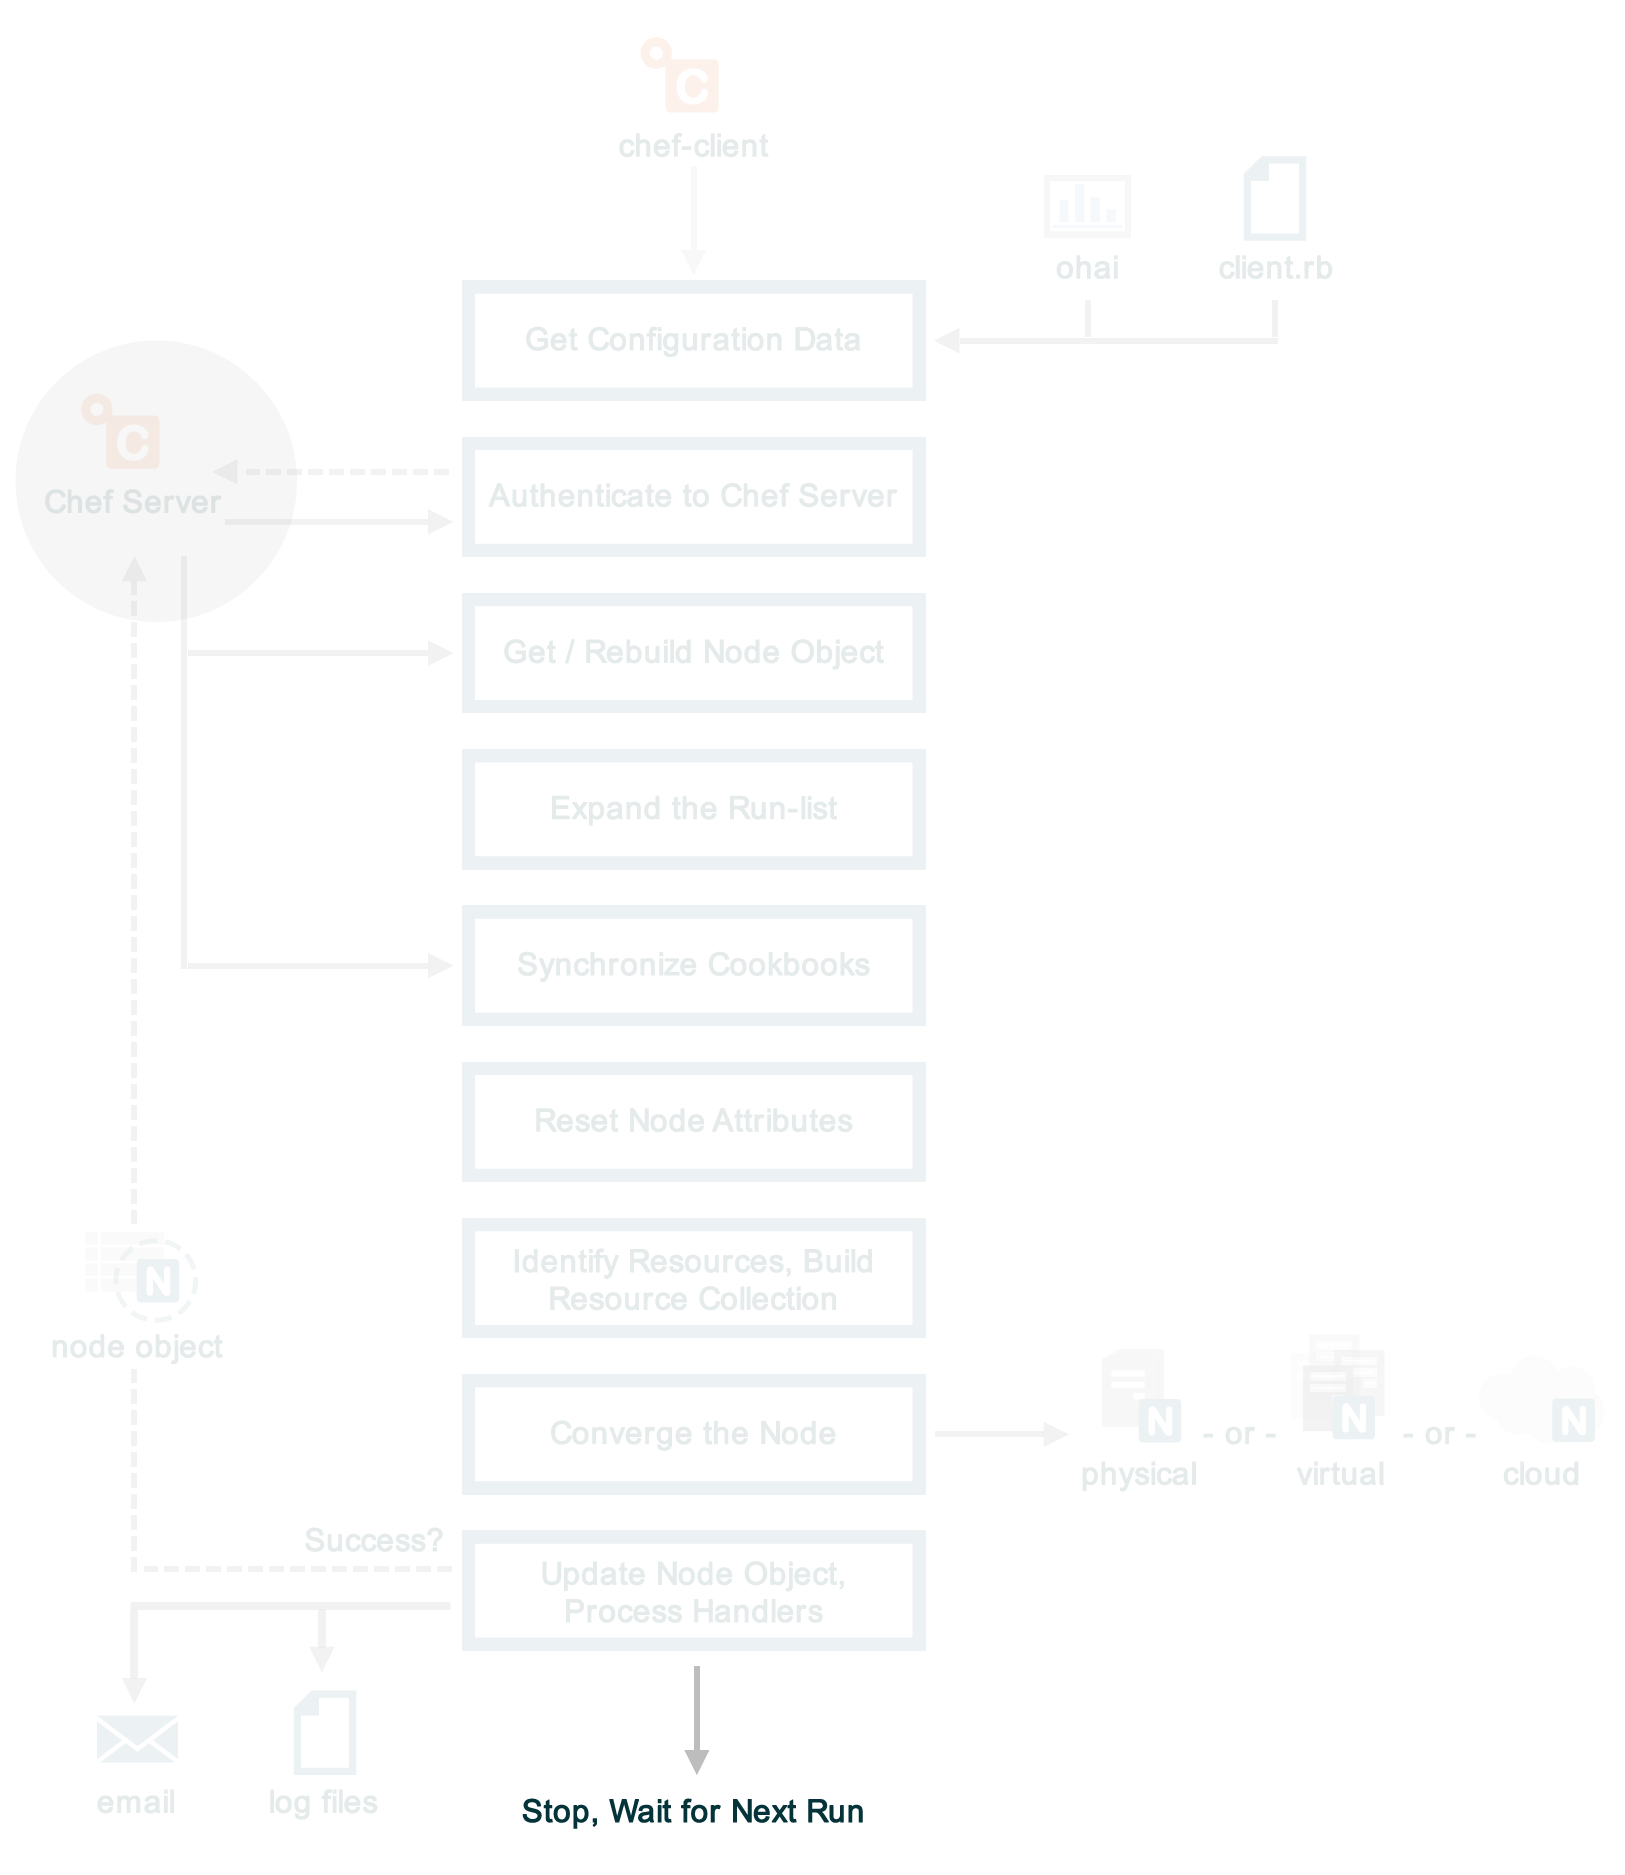 C
chef-client
ohai
client.rb
Get Configuration Data
C
Chef Server
Authenticate to Chef Server
Get / Rebuild Node Object
Expand the Run-list
Synchronize Cookbooks
Reset Node Attributes
Identify Resources, Build
Resource Collection
N
node object
Converge the Node
N
- or -
N
- or -
N
physical
virtual
cloud
Success?
Update Node Object,
Process Handlers
email
log files
Stop, Wait for Next Run